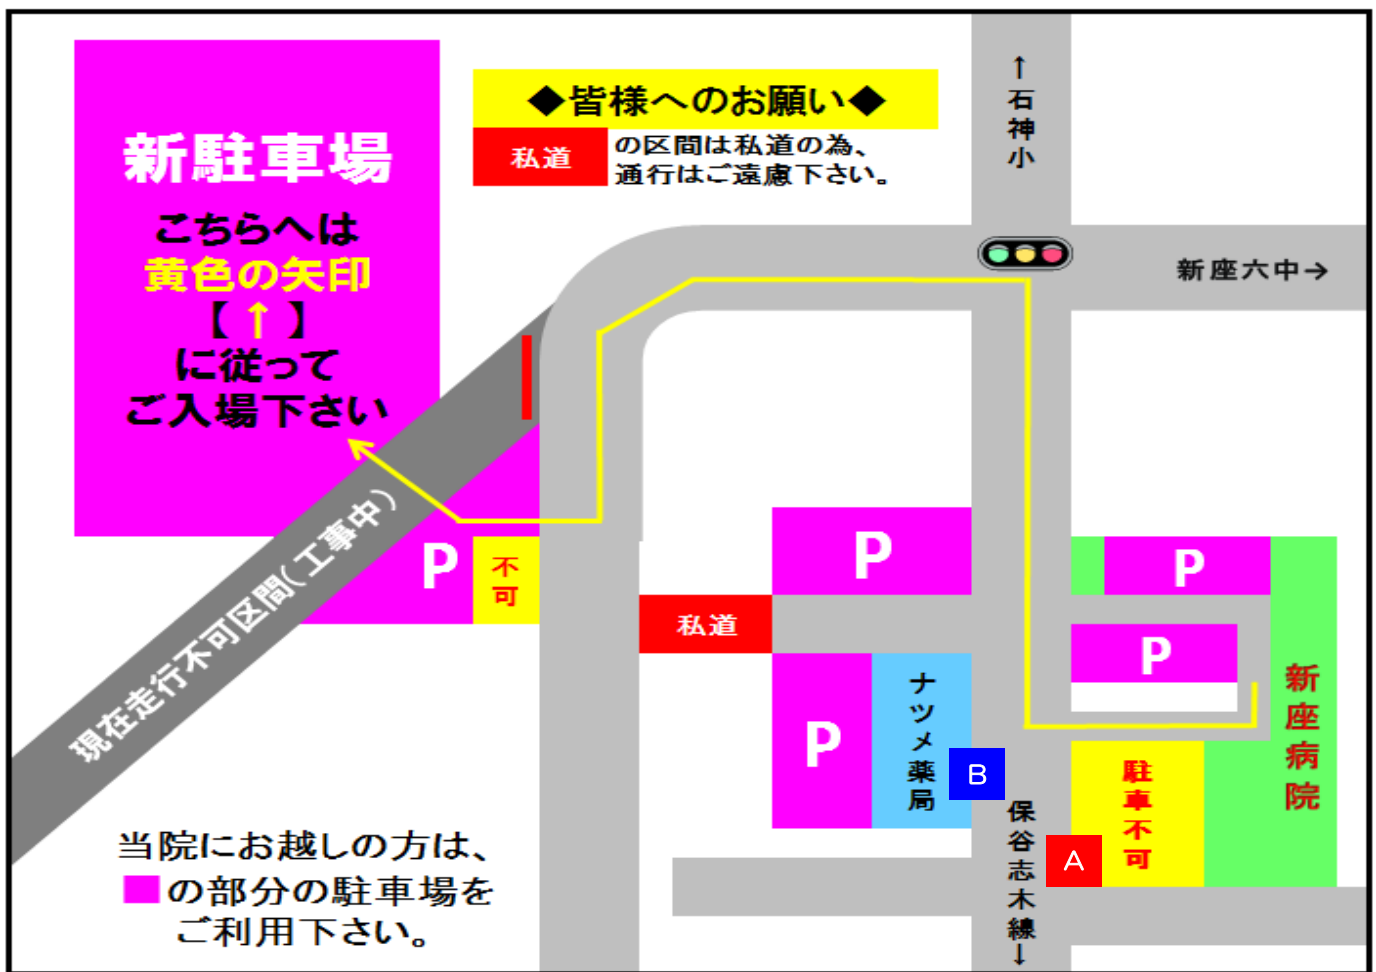 ◆皆様へのお願い◆
私道
の区間は私道の為、
通行はご遠慮下さい。
↑石神小
新駐車場
こちらへは
黄色の矢印
【↑】
に従って
ご入場下さい
新座六中→
現在走行不可区間(工事中)
P
不可
P
P
私道
P
P
ナツメ薬局
B
新座病院
駐車不可
A
保谷志木線↓
当院にお越しの方は、
の部分の駐車場を
ご利用下さい。